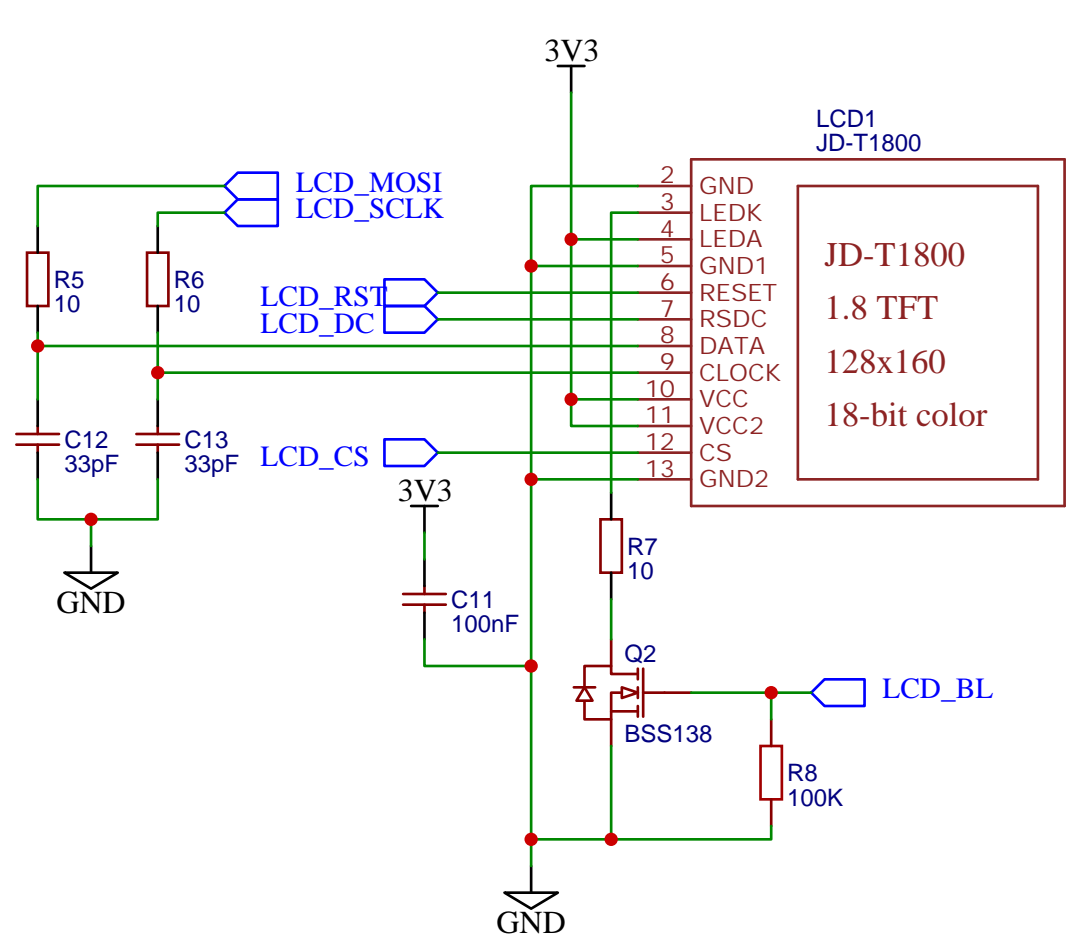 3V3
LCD1
JD-T1800
LCD_MOSI
LCD_SCLK
2 GND
3 LEDK
4 LEDA
5 GND1
6 RESET
7 RSDC
8 DATA
9 CLOCK
10 VCC
11 VCC2
12 CS
13 GND2
JD-T1800
1.8 TFT
128x160
18-bit color
R5
10
R6
10
LCD_RST
LCD_DC
C12
33pF
C13
33pF
LCD_CS
3V3
GND
R7
10
C11
100nF
Q2
BSS138
LCD_BL
R8
100K
GND